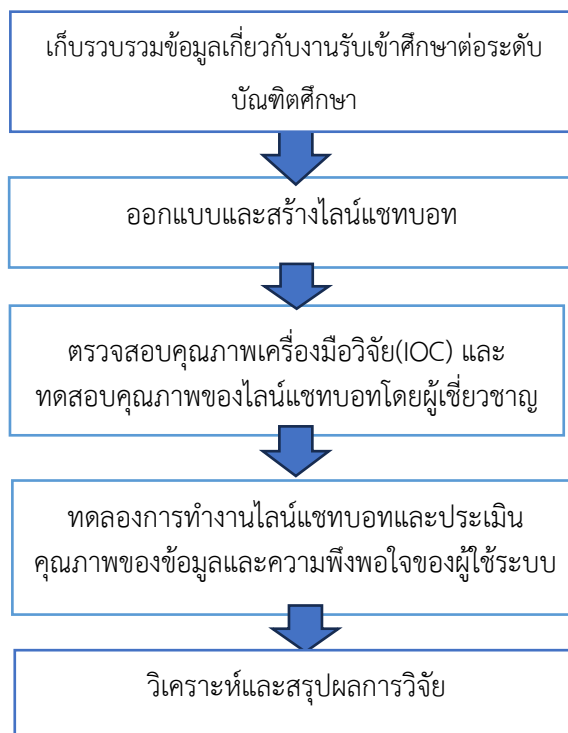 เก็บรวบรวมข้อมูลเกี่ยวกับงานรับเข้าศึกษาต่อระดับ
บัณฑิตศึกษา
ออกแบบและสร้างไลน์แชทบอท
ตรวจสอบคุณภาพเครื่องมือวิจัย(IOC) และ
ทดสอบคุณภาพของไลน์แชทบอทโดยผู้เชี่ยวชาญ
ทดลองการทำงานไลน์แชทบอทและประเมิน
คุณภาพของข้อมูลและความพึงพอใจของผู้ใช้ระบบ
วิเคราะห์และสรุปผลการวิจัย